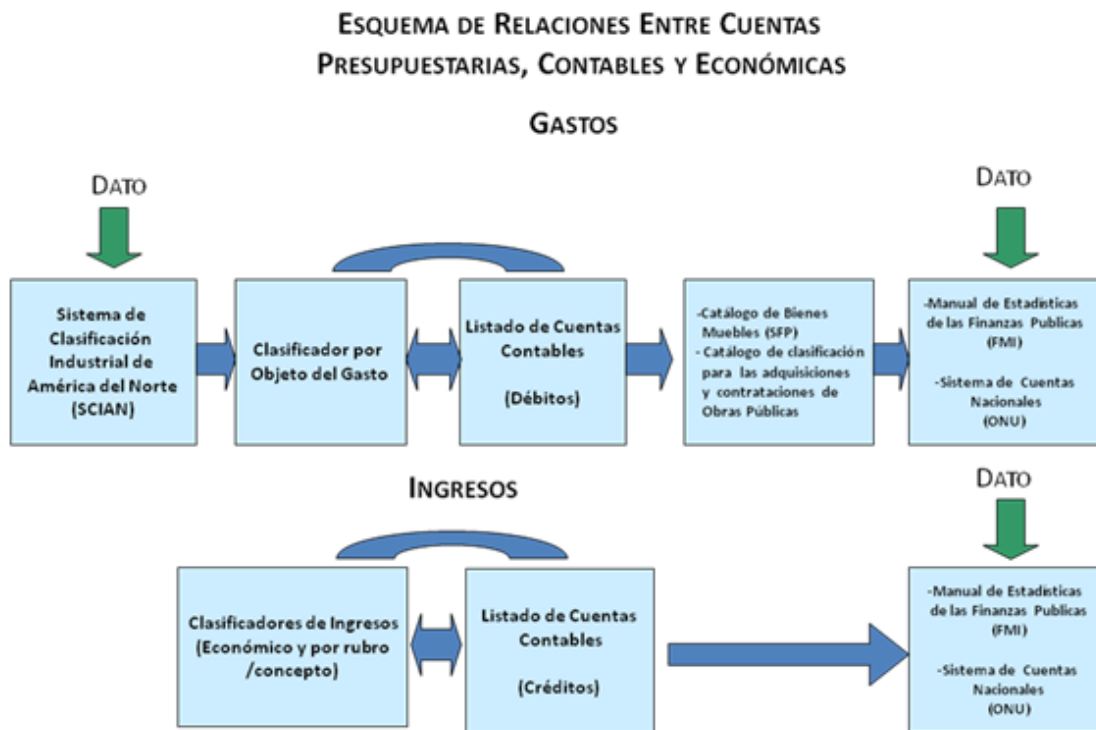 ESQUEMA DE RELACIONES ENTRE CUENTAS
PRESUPUESTARIAS, CONTABLES Y ECONÓMICAS
GASTOS
DATO
DATO
Sistema de
Clasificación
Industrial de
América del Norte
(SCIAN)
Clasificador por
Objeto del Gasto
Listado de Cuentas
Contables
(Débitos)
-Catálogo de Bienes
Muebles (SFP)
- Catálogo de clasificación
para las adquisiciones
y contrataciones de
Obras Públicas
-Manual de Estadísticas
de las Finanzas Publicas
(FMI)
-Sistema de Cuentas
Nacionales
(ONU)
INGRESOS
DATO
Clasificadores de Ingresos
(Económico y por rubro
/concepto)
Listado de Cuentas
Contables
(Créditos)
-Manual de Estadísticas
de las Finanzas Publicas
(FMI)
-Sistema de Cuentas
Nacionales
(ONU)